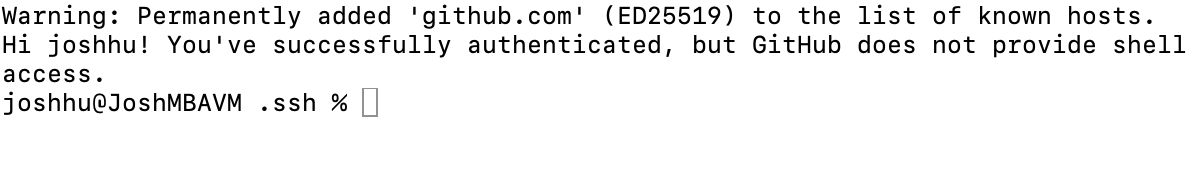 Warning: Permanently added 'github.com' (ED25519) to the list of known hosts.
Hi joshhu! You've successfully authenticated, but GitHub does not provide shell
access.
joshhu@JoshMBAVM .ssh %